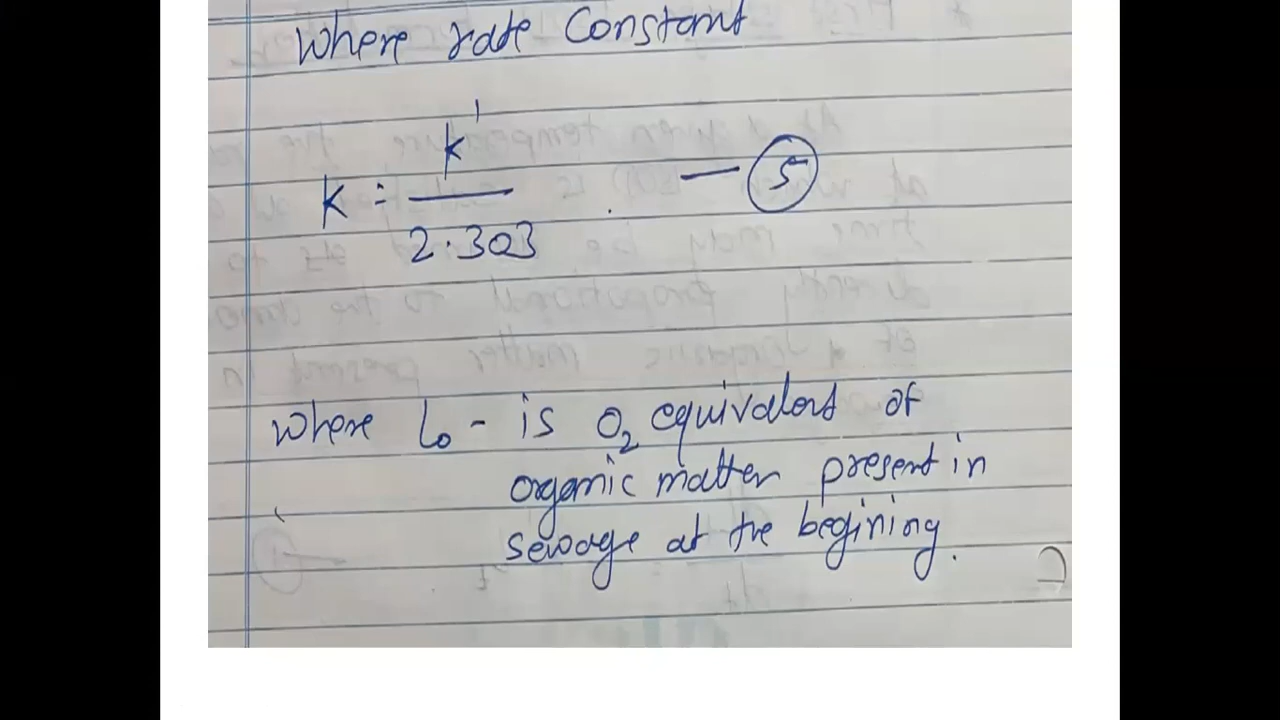 Where rate Constant
K = K' / 2.303 — 5
Where Lo - is O2 equivalent of
organic matter present in
sewage at the begining.